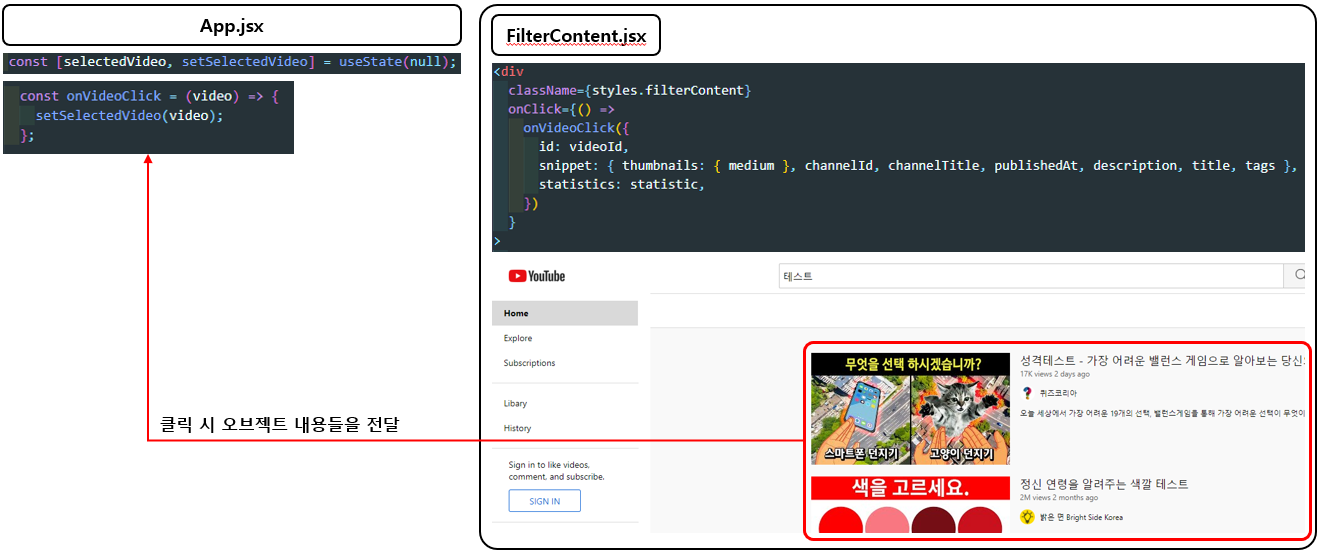 App.jsx
const [selectedVideo, setSelectedVideo] = useState(null);
const onVideoClick = (video) => {
setSelectedVideo(video);
};
클릭 시 오브젝트 내용들을 전달
FilterContent.jsx
<div
className={styles.filterContent}
onClick={() =>
onVideoClick({
id: videoId,
snippet: { thumbnails: { medium }, channelId, channelTitle, publishedAt, description, title, tags },
statistics: statistic,
})
}
>
YouTube
테스트
Home
Explore
Subscriptions
Libary
History
Sign in to like videos,
comment, and subscribe.
SIGN IN
무엇을 선택 하시겠습니까?
스마트폰 던지기
고양이 던지기
성격테스트 - 가장 어려운 밸런스 게임으로 알아보는
17K views 2 days ago
퀴즈코리아
오늘 세상에서 가장 어려운 19개의 선택, 밸런스게임을 통해 가장 어려운 선택이
색을 고르세요.
정신 연령을 알려주는 색깔 테스트
2M views 2 months ago
밝은 면 Bright Side Korea